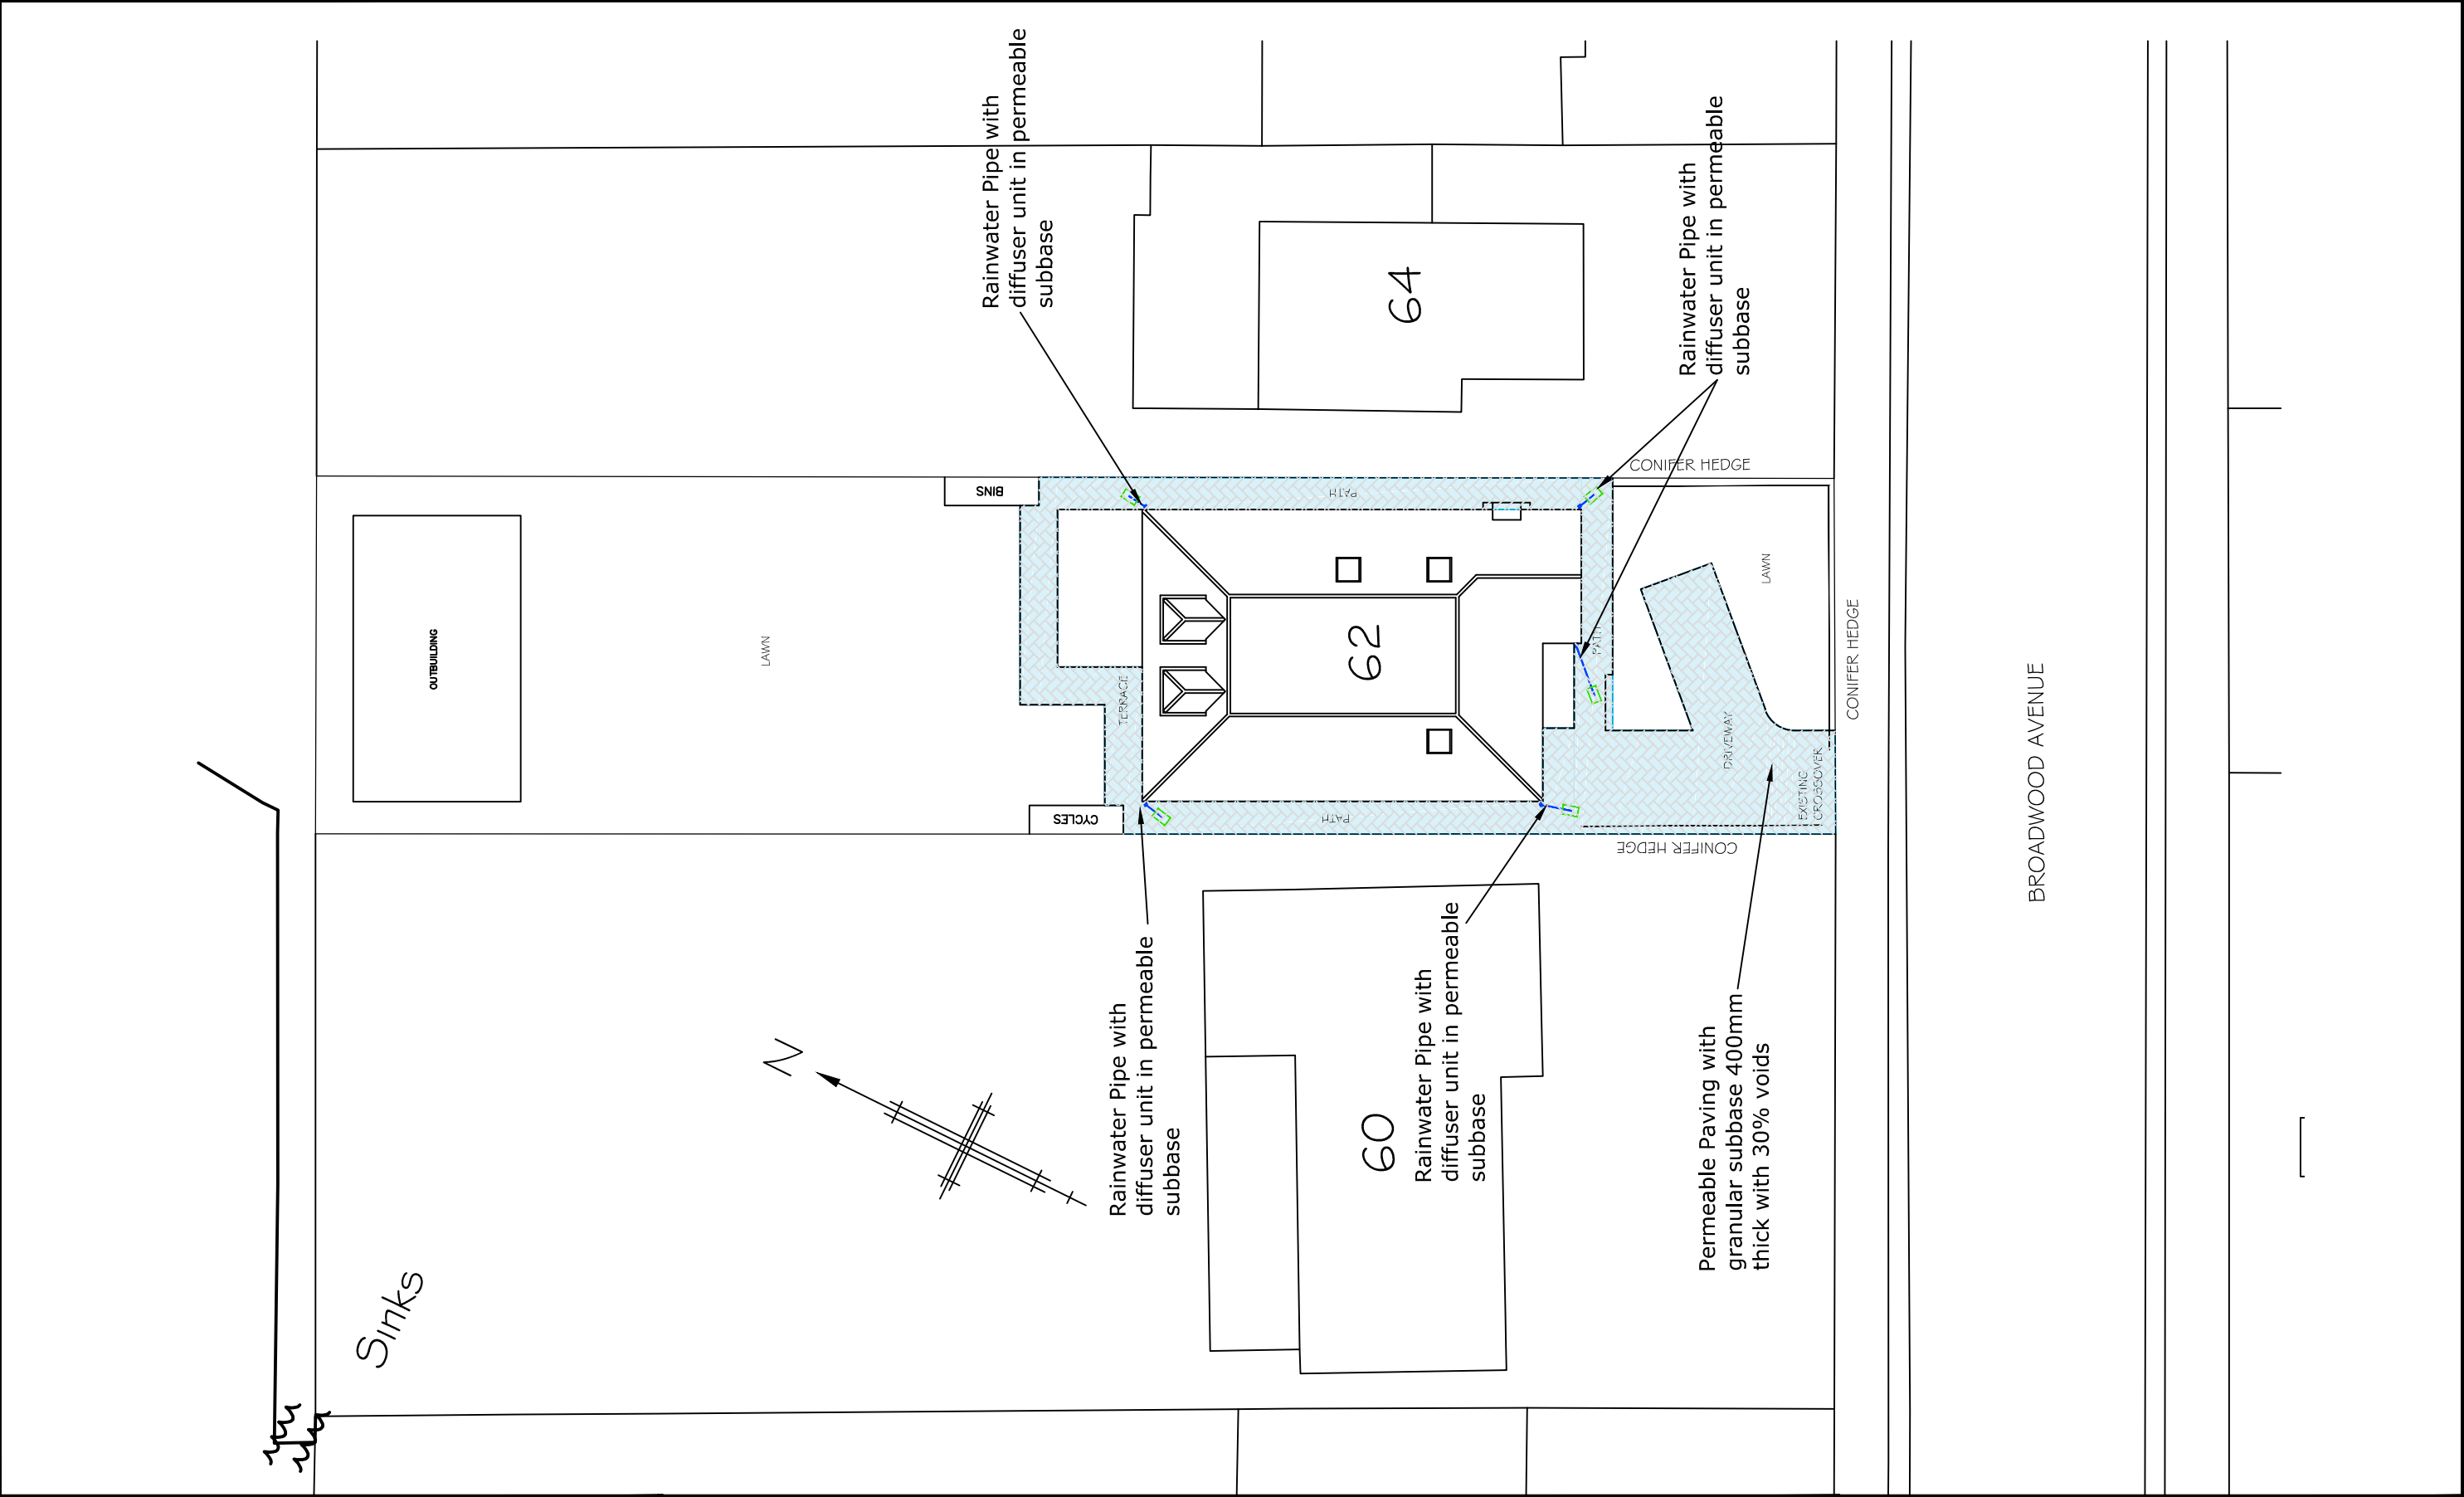 Rainwater Pipe with
diffuser unit in permeable
subbase
Rainwater Pipe with
diffuser unit in permeable
subbase
64
CONIFER HEDGE
BINS
PATH
OUTBUILDING
LAWN
TERRACE
62
PATH
LAWN
DRIVEWAY
EXISTING
CROSSOVER
CONIFER HEDGE
BROADWOOD AVENUE
CYCLES
PATH
CONIFER HEDGE
N
Rainwater Pipe with
diffuser unit in permeable
subbase
60
Rainwater Pipe with
diffuser unit in permeable
subbase
Permeable Paving with
granular subbase 400mm
thick with 30% voids
Sinks